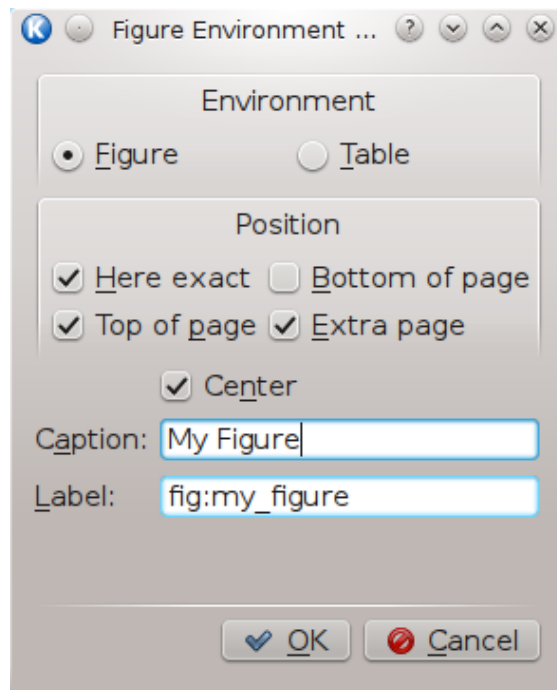 Figure Environment ...
Environment
Figure Table
Position
Here exact Bottom of page
Top of page Extra page
Center
Caption: My Figure
Label: fig:my_figure
OK Cancel